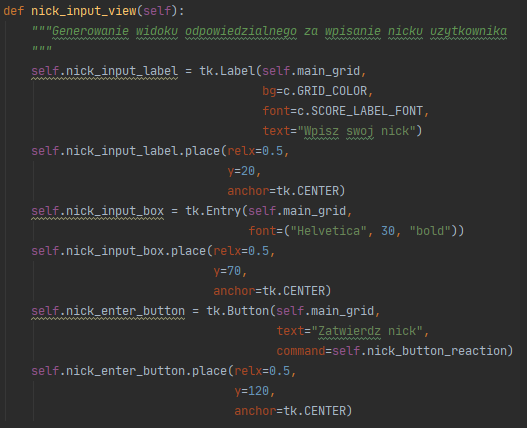 def nick_input_view(self):
    """Generowanie widoku odpowiedzialnego za wpisanie nicku uzytkownika
    """
    self.nick_input_label = tk.Label(self.main_grid,
                                     bg=c.GRID_COLOR,
                                     font=c.SCORE_LABEL_FONT,
                                     text="Wpisz swoj nick")
    self.nick_input_label.place(relx=0.5,
                                y=20,
                                anchor=tk.CENTER)
    self.nick_input_box = tk.Entry(self.main_grid,
                                   font=("Helvetica", 30, "bold"))
    self.nick_input_box.place(relx=0.5,
                              y=70,
                              anchor=tk.CENTER)
    self.nick_enter_button = tk.Button(self.main_grid,
                                       text="Zatwierdz nick",
                                       command=self.nick_button_reaction)
    self.nick_enter_button.place(relx=0.5,
                                 y=120,
                                 anchor=tk.CENTER)